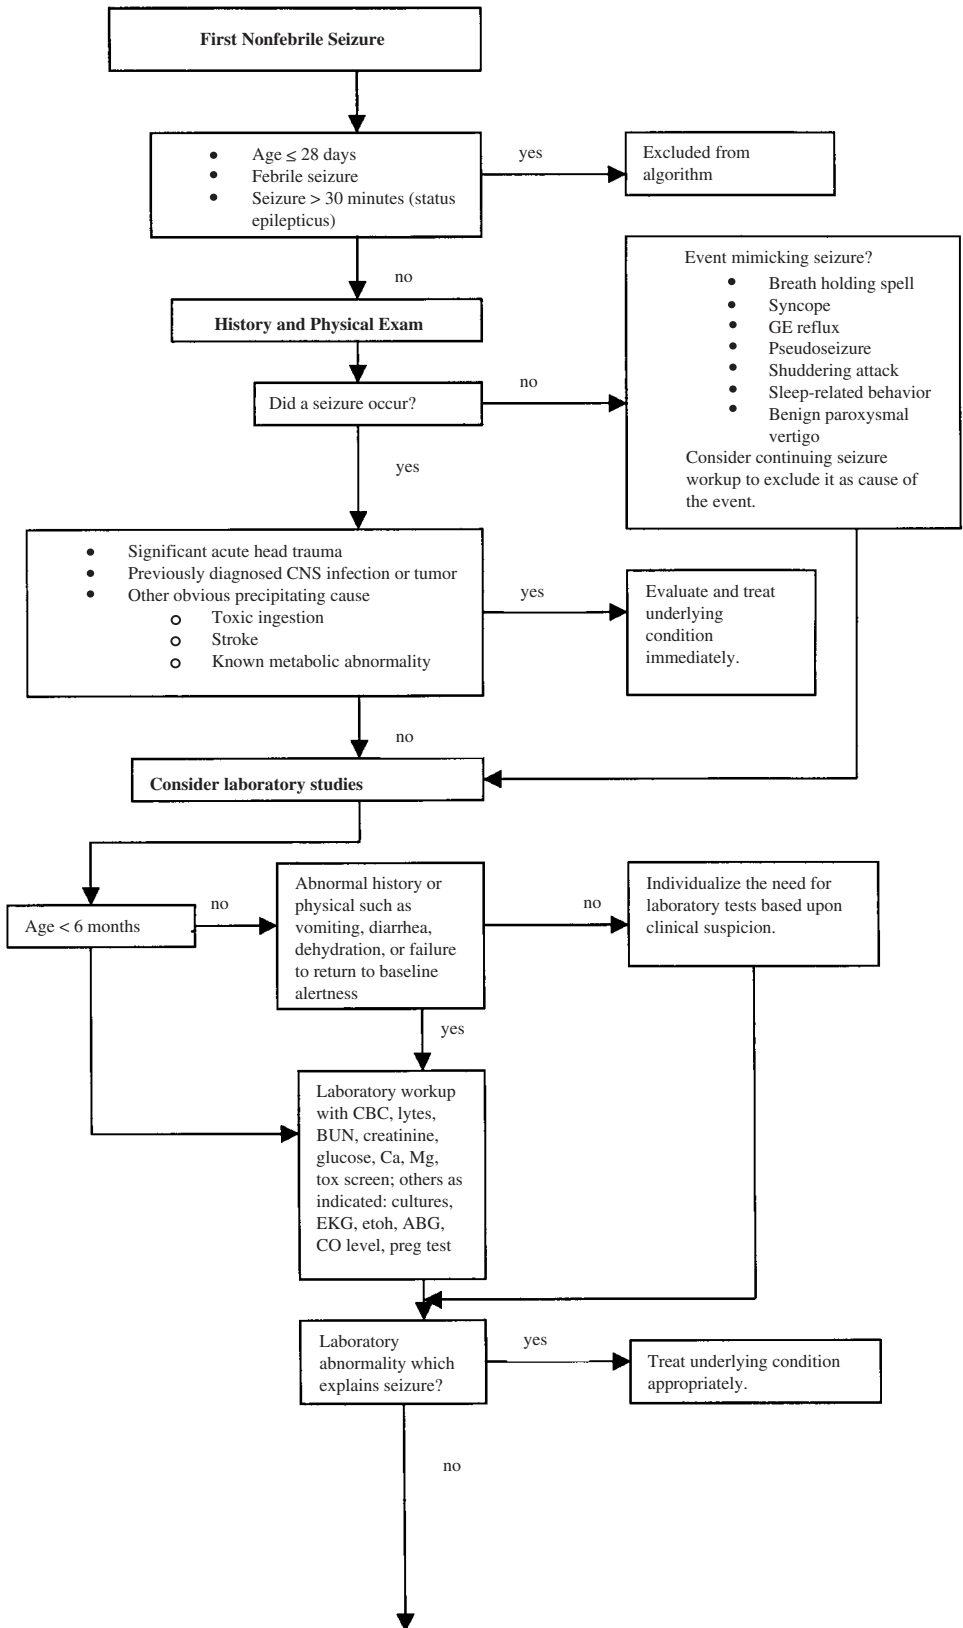 First Nonfebrile Seizure
• Age ≤ 28 days
• Febrile seizure
• Seizure > 30 minutes (status
epilepticus)
yes
Excluded from
algorithm
no
History and Physical Exam
Did a seizure occur?
no
Event mimicking seizure?
• Breath holding spell
• Syncope
• GE reflux
• Pseudoseizure
• Shuddering attack
• Sleep-related behavior
• Benign paroxysmal
vertigo
Consider continuing seizure
workup to exclude it as cause of
the event.
yes
• Significant acute head trauma
• Previously diagnosed CNS infection or tumor
• Other obvious precipitating cause
o Toxic ingestion
o Stroke
o Known metabolic abnormality
yes
Evaluate and treat
underlying
condition
immediately.
no
Consider laboratory studies
Age < 6 months
no
Abnormal history or
physical such as
vomiting, diarrhea,
dehydration, or failure
to return to baseline
alertness
no
Individualize the need for
laboratory tests based upon
clinical suspicion.
yes
Laboratory workup
with CBC, lytes,
BUN, creatinine,
glucose, Ca, Mg,
tox screen; others as
indicated: cultures,
EKG, etoh, ABG,
CO level, preg test
Laboratory
abnormality which
explains seizure?
yes
Treat underlying condition
appropriately.
no